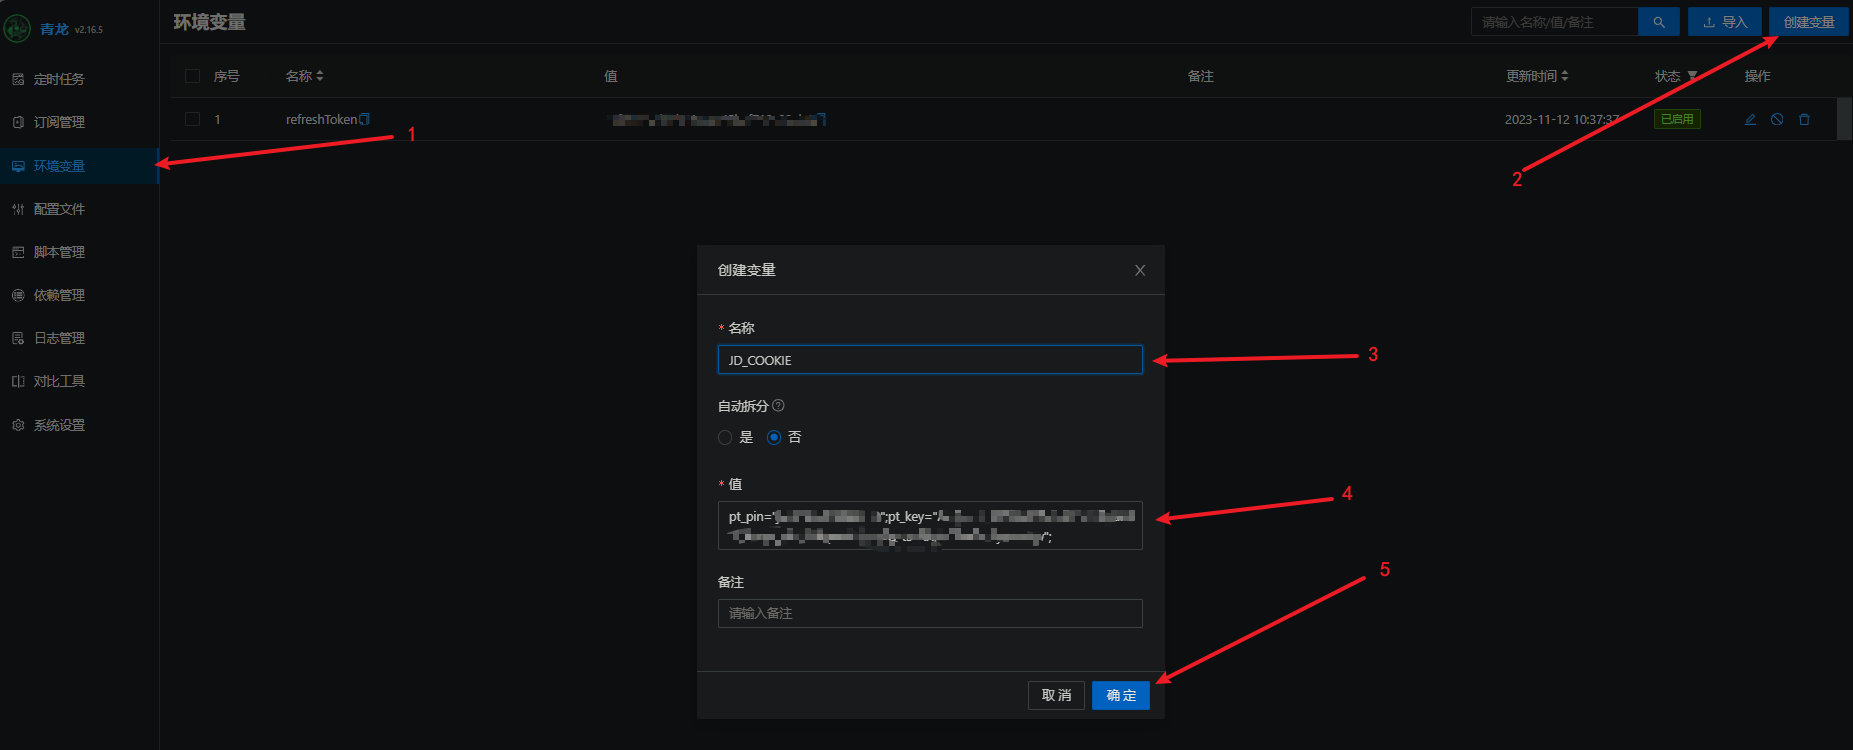 青龙 v2.16.5
环境变量
请输入名称/值/备注
导入
创建变量
定时任务
订阅管理
环境变量
配置文件
脚本管理
依赖管理
日志管理
对比工具
系统设置
序号 名称 值 备注 更新时间 状态 操作
1 refreshToken 2023-11-12 10:37:37 已启用
1
2
创建变量
* 名称
JD_COOKIE
3
自动拆分
是 否
* 值
pt_pin=" ";pt_key="
";
4
备注
请输入备注
5
取 消 确 定